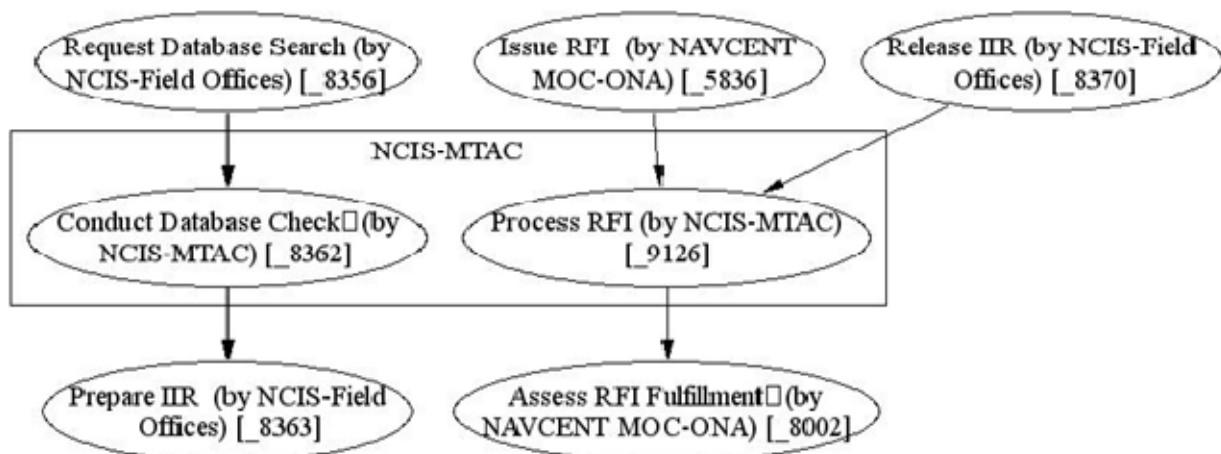 Request Database Search (by
NCIS-Field Offices) [_8356]
Issue RFI (by NAVCENT
MOC-ONA) [_5836]
Release IIR (by NCIS-Field
Offices) [_8370]
NCIS-MTAC
Conduct Database Check□ (by
NCIS-MTAC) [_8362]
Process RFI (by NCIS-MTAC)
[_9126]
Prepare IIR (by NCIS-Field
Offices) [_8363]
Assess RFI Fulfillment□ (by
NAVCENT MOC-ONA) [_8002]